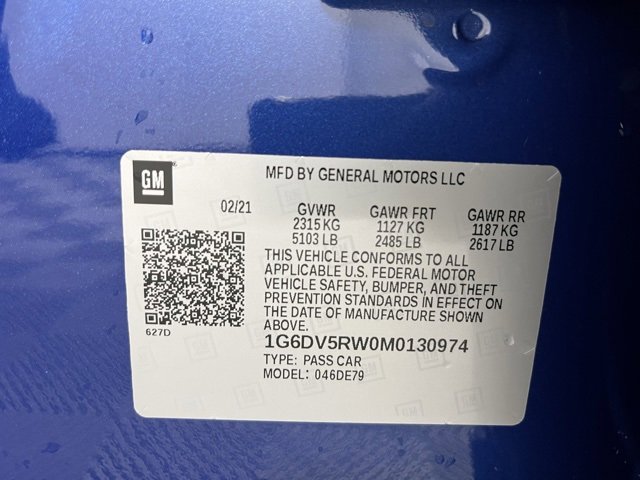 GM
MFD BY GENERAL MOTORS LLC
02/21 GVWR GAWR FRT GAWR RR
2315 KG 1127 KG 1187 KG
5103 LB 2485 LB 2617 LB
THIS VEHICLE CONFORMS TO ALL
APPLICABLE U.S. FEDERAL MOTOR
VEHICLE SAFETY, BUMPER, AND THEFT
PREVENTION STANDARDS IN EFFECT ON
THE DATE OF MANUFACTURE SHOWN
ABOVE.
627D
1G6DV5RW0M0130974
TYPE: PASS CAR
MODEL: 046DE79